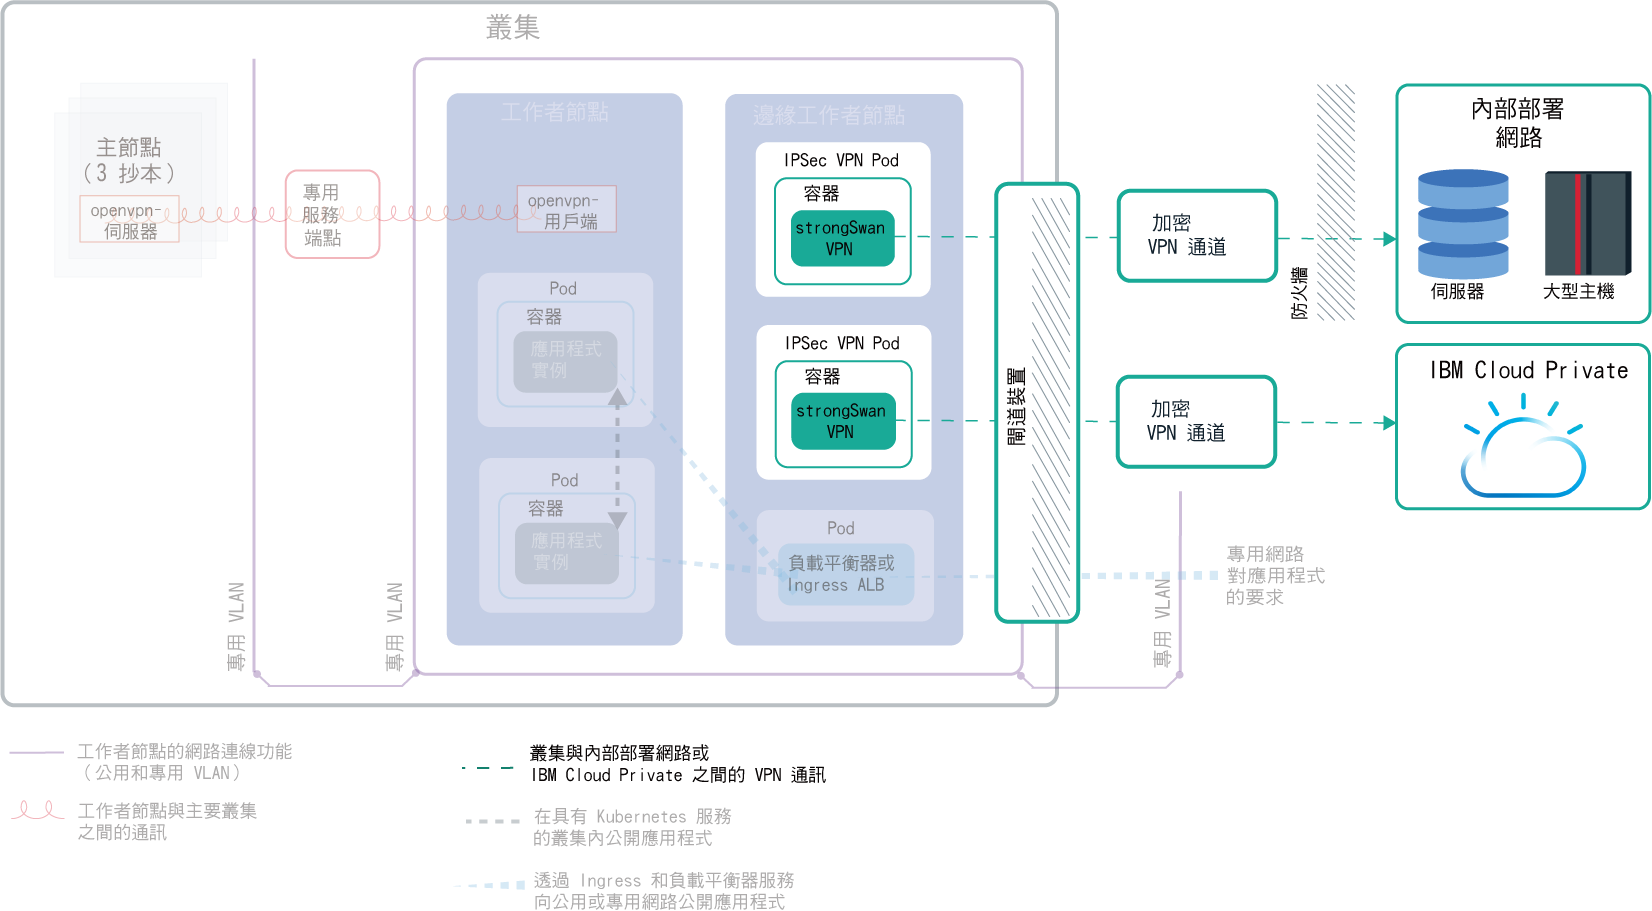 叢集
主節點
（3 抄本）
openvpn-
伺服器
專用
服務
端點
工作者節點
openvpn-
用戶端
Pod
容器
應用程式
實例
Pod
容器
應用程式
實例
邊緣工作者節點
IPSec VPN Pod
容器
strongSwan
VPN
IPSec VPN Pod
容器
strongSwan
VPN
Pod
負載平衡器或
Ingress ALB
閘道裝置
加密
VPN 通道
加密
VPN 通道
防火牆
內部部署
網路
伺服器
大型主機
IBM Cloud Private
專用網路
對應用程式
的要求
專用 VLAN
專用 VLAN
專用 VLAN
工作者節點的網路連線功能
（公用和專用 VLAN）
工作者節點與主要叢集
之間的通訊
叢集與內部部署網路或
IBM Cloud Private 之間的 VPN 通訊
在具有 Kubernetes 服務
的叢集內公開應用程式
透過 Ingress 和負載平衡器服務
向公用或專用網路公開應用程式